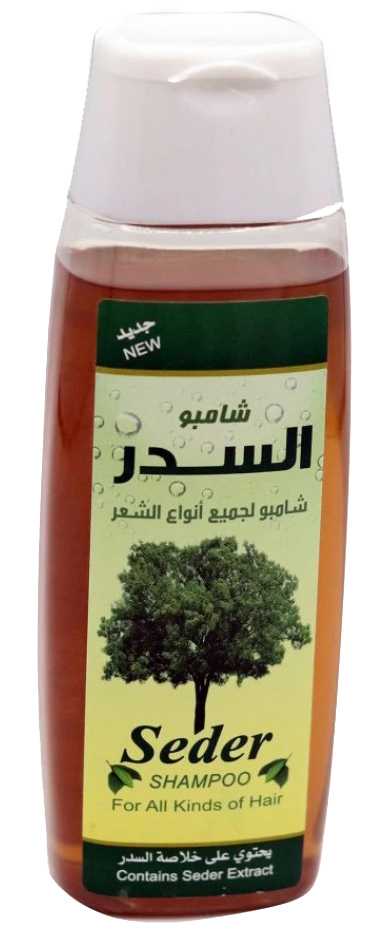 جديد
NEW
شامبو
السدر
شامبو لجميع أنواع الشعر
Seder
SHAMPOO
For All Kinds of Hair
يحتوي على خلاصة السدر
Contains Seder Extract